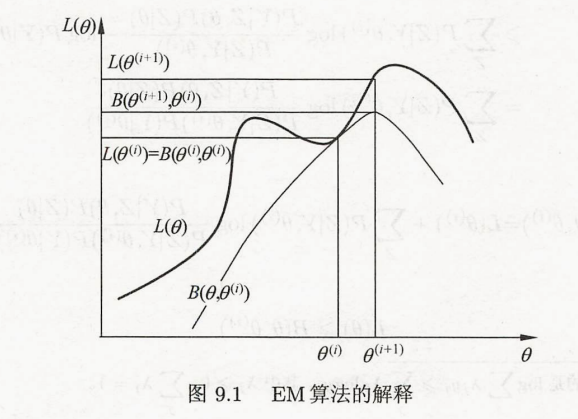 L(θ)
L(θ^(i+1))
B(θ^(i+1),θ^(i))
L(θ^(i))=B(θ^(i),θ^(i))
L(θ)
B(θ,θ^(i))
θ^(i) θ^(i+1) θ
图 9.1 EM 算法的解释